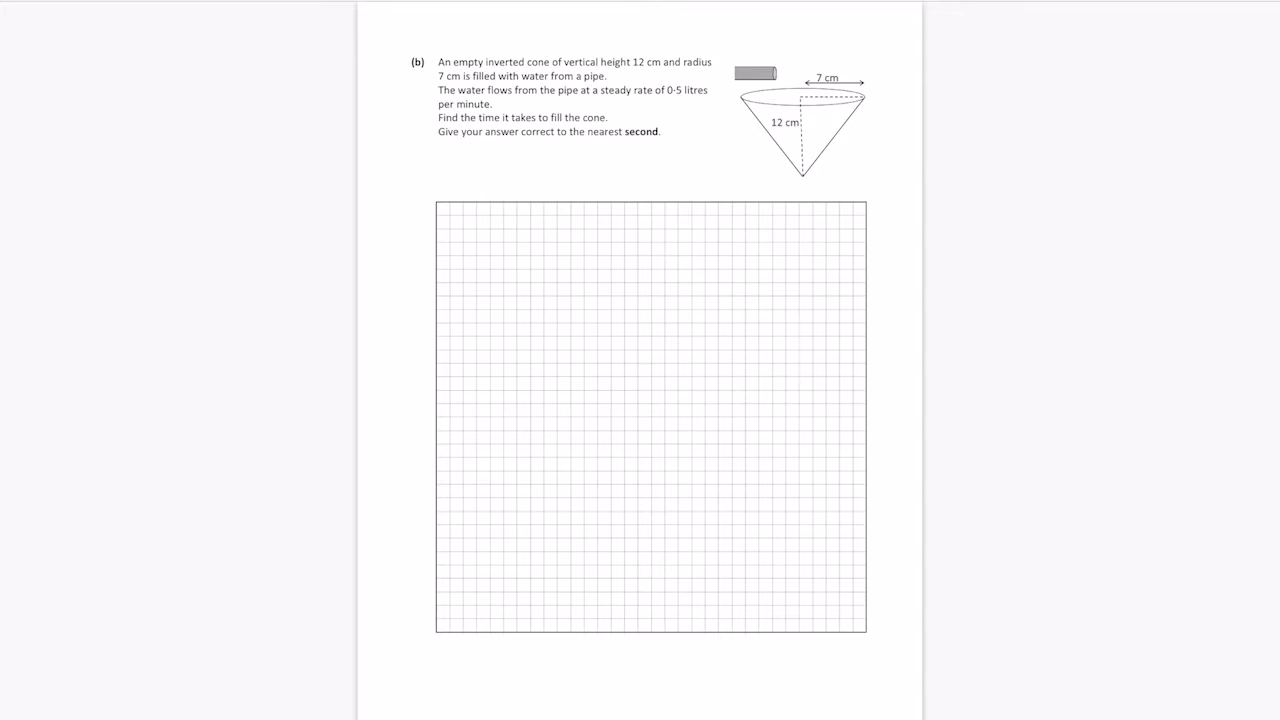 (b) An empty inverted cone of vertical height 12 cm and radius
7 cm is filled with water from a pipe.
The water flows from the pipe at a steady rate of 0·5 litres
per minute.
Find the time it takes to fill the cone.
Give your answer correct to the nearest second.
7 cm
12 cm